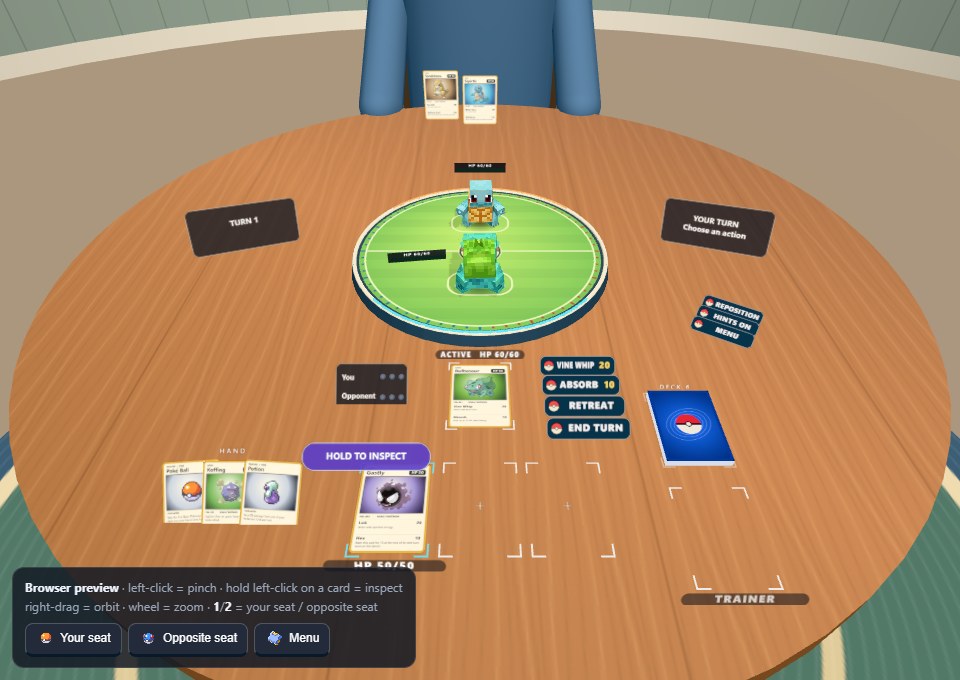 HP 60/60
TURN 1
YOUR TURN
Choose an action
HP 60/60
REPOSITION
HINTS ON
MENU
ACTIVE HP 60/60
You
Opponent
VINE WHIP 20
ABSORB 10
RETREAT
END TURN
DECK
HAND
HOLD TO INSPECT
Poké Ball
Koffing
Potion
Gastly
HP 50/50
TRAINER
Browser preview · left-click = pinch · hold left-click on a card = inspect
right-drag = orbit · wheel = zoom · 1/2 = your seat / opposite seat
Your seat
Opposite seat
Menu